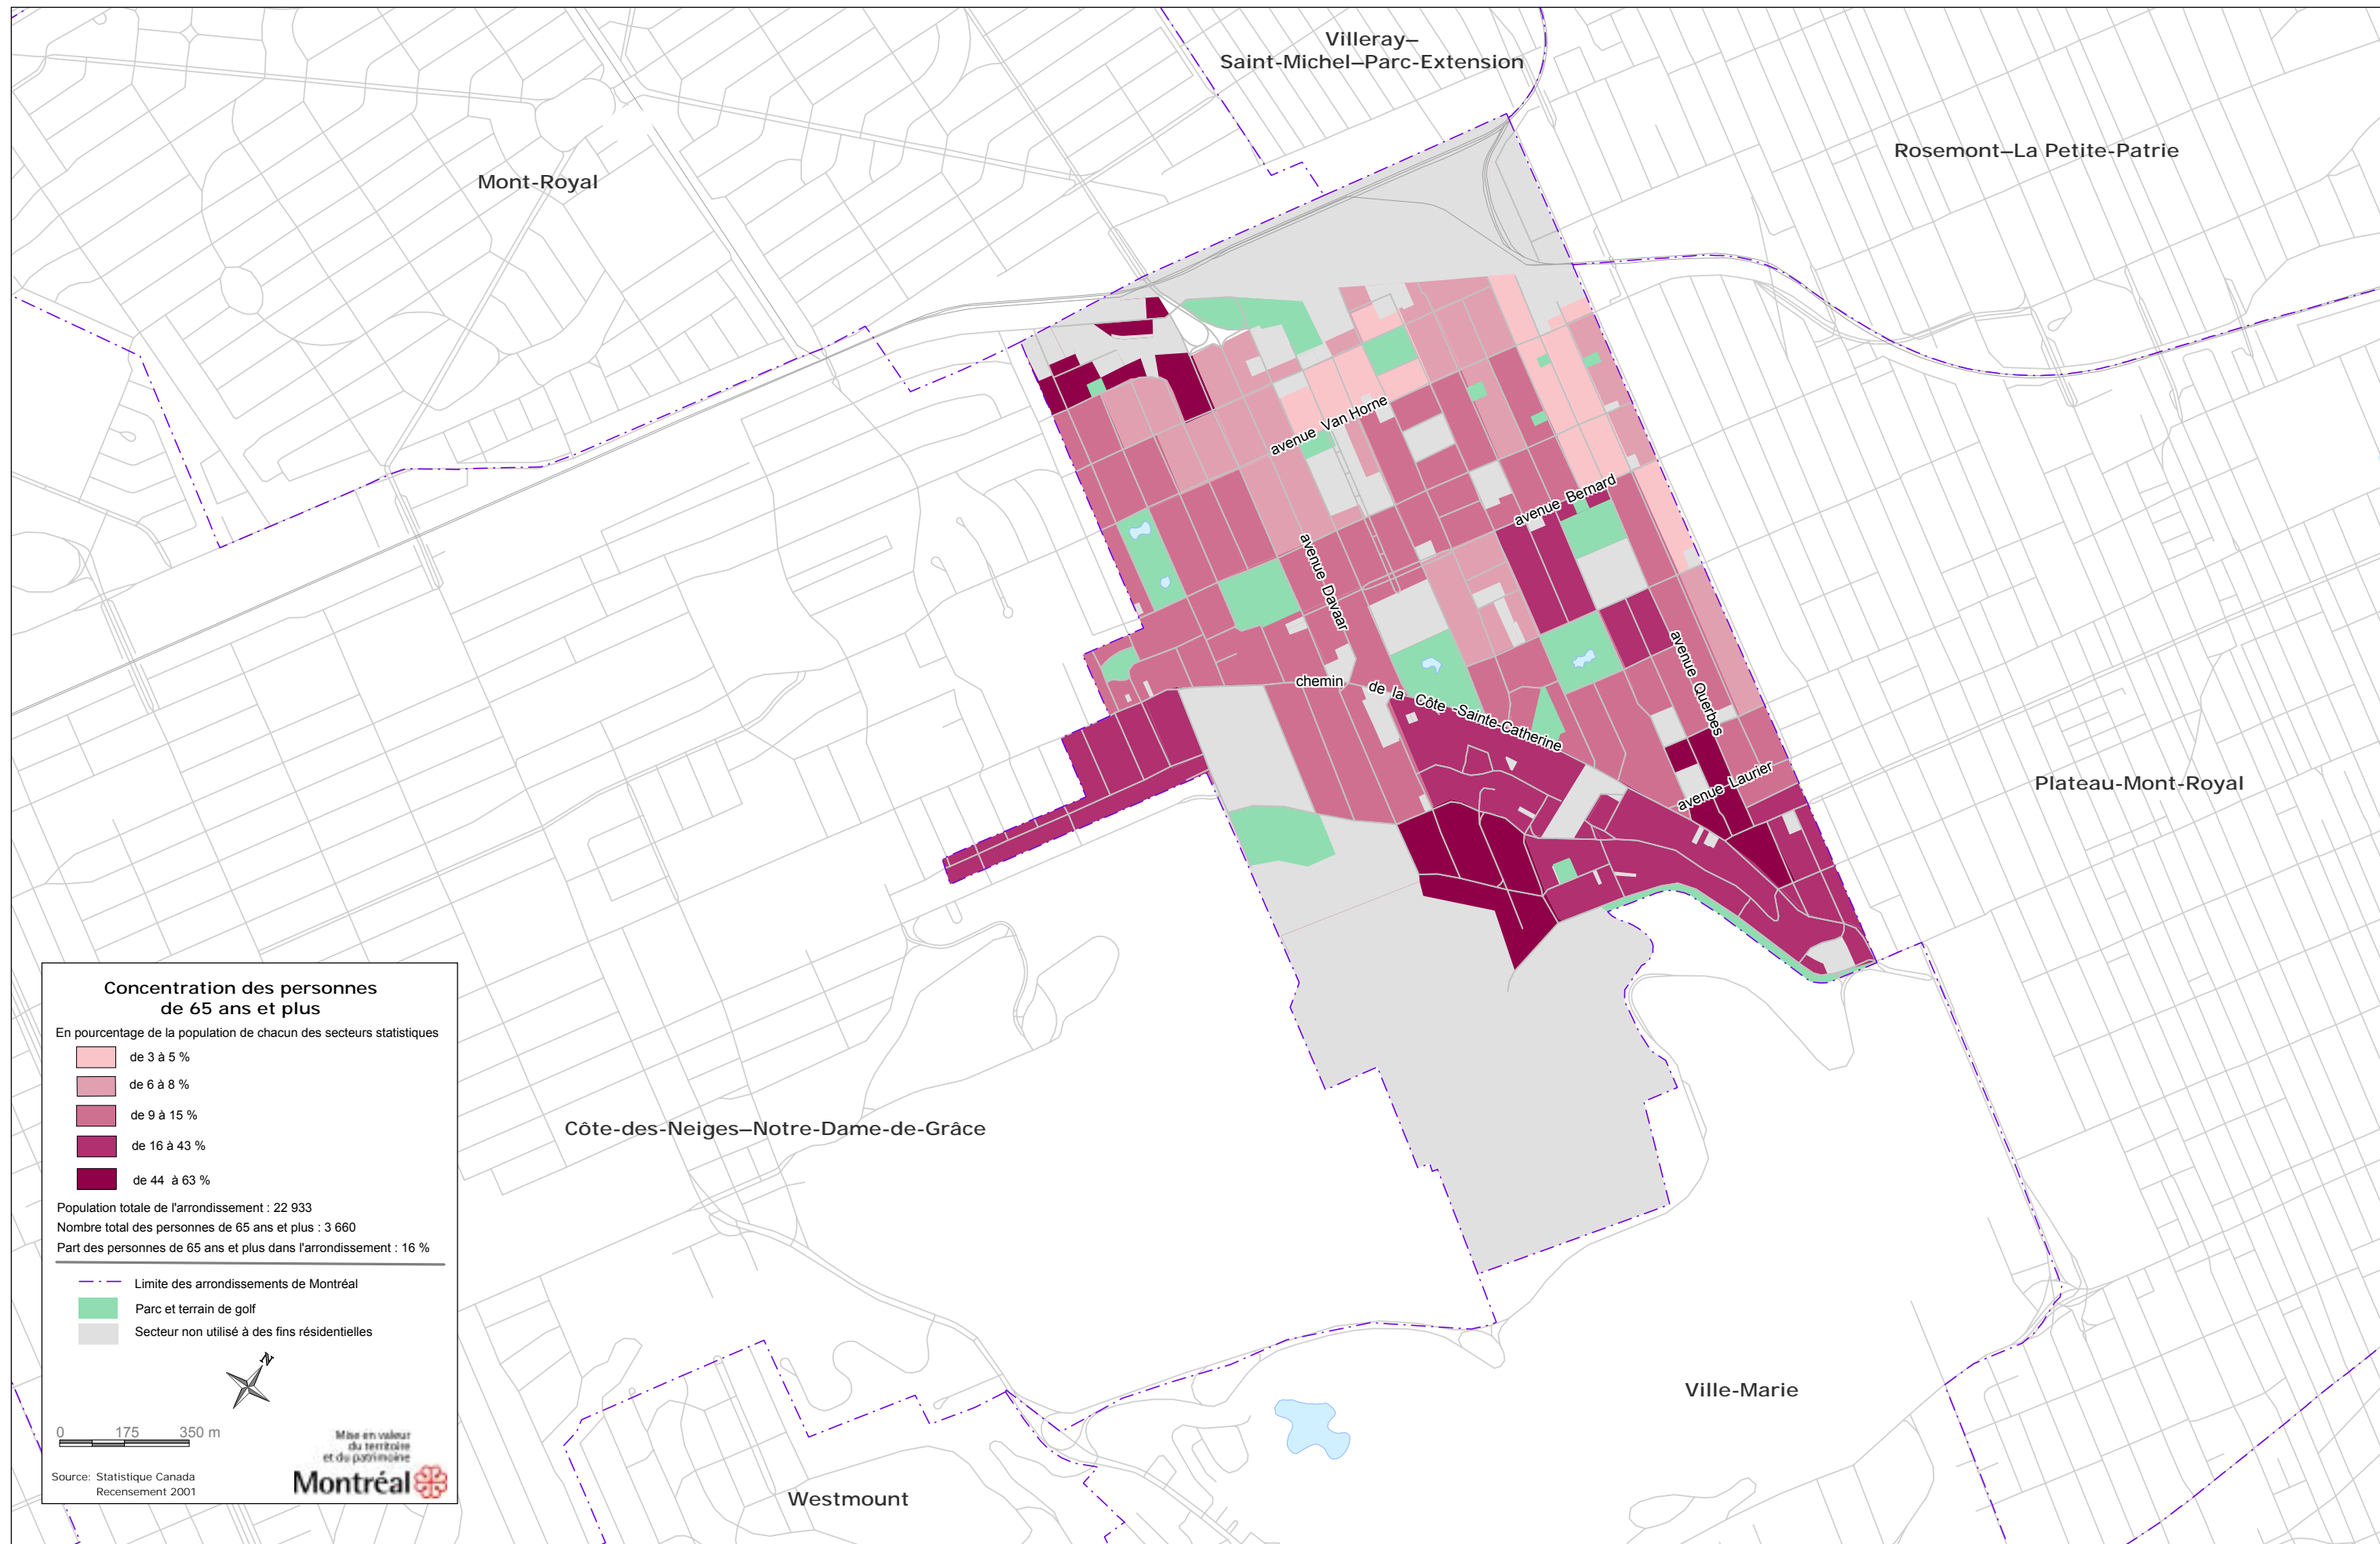 Villeray–
Saint-Michel–Parc-Extension
Rosemont–La Petite-Patrie
Mont-Royal
avenue Van Horne
avenue Bernard
avenue Davaar
avenue Querbes
chemin de la Côte-Sainte-Catherine
avenue Laurier
Plateau-Mont-Royal
Côte-des-Neiges–Notre-Dame-de-Grâce
Ville-Marie
Westmount
Concentration des personnes
de 65 ans et plus
En pourcentage de la population de chacun des secteurs statistiques
de 3 à 5 %
de 6 à 8 %
de 9 à 15 %
de 16 à 43 %
de 44 à 63 %
Population totale de l'arrondissement : 22 933
Nombre total des personnes de 65 ans et plus : 3 660
Part des personnes de 65 ans et plus dans l'arrondissement : 16 %
Limite des arrondissements de Montréal
Parc et terrain de golf
Secteur non utilisé à des fins résidentielles
N
0 175 350 m
Mise en valeur
du territoire
et du patrimoine
Montréal
Source: Statistique Canada
Recensement 2001